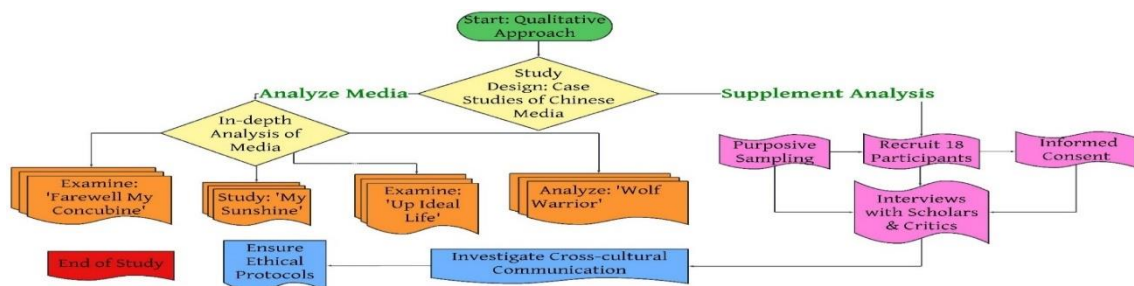 Start: Qualitative
Approach
Study
Design: Case
Studies of Chinese
Media
Analyze Media
Supplement Analysis
In-depth
Analysis of
Media
Purposive
Sampling
Recruit 18
Participants
Informed
Consent
Examine:
'Farewell My
Concubine'
Study: 'My
Sunshine'
Examine:
'Up Ideal
Life'
Analyze: 'Wolf
Warrior'
Interviews
with Scholars
& Critics
End of Study
Ensure
Ethical
Protocols
Investigate Cross-cultural
Communication